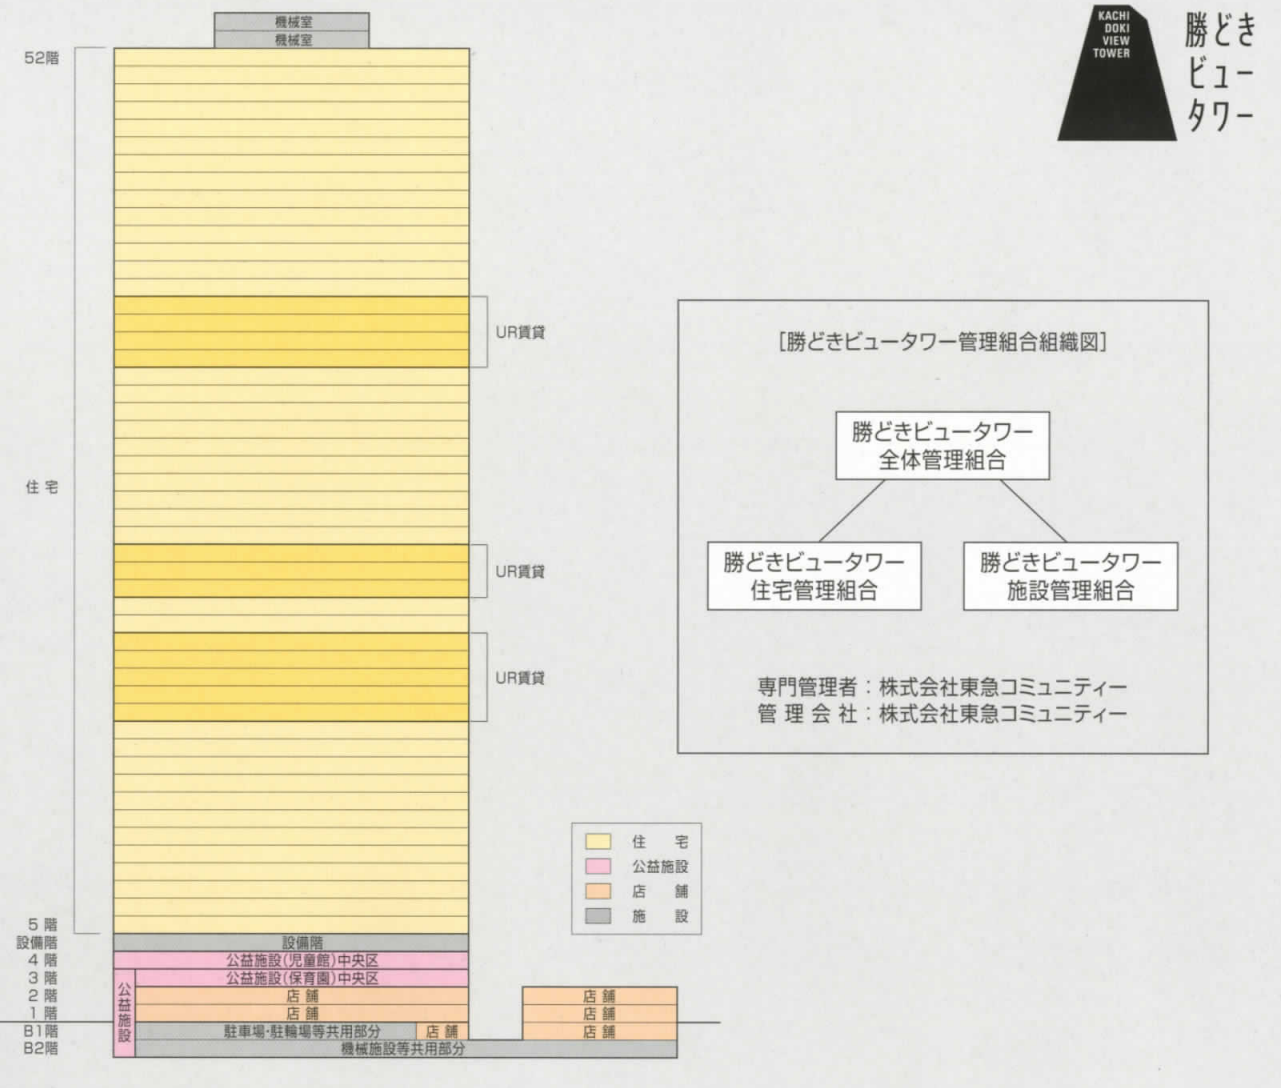 機械室
機械室
KACHI
DOKI
VIEW
TOWER
勝どき
ビュー
タワー
52階
UR賃貸
[勝どきビュータワー管理組合組織図]
勝どきビュータワー
全体管理組合
住宅
UR賃貸
勝どきビュータワー
住宅管理組合
勝どきビュータワー
施設管理組合
UR賃貸
専門管理者：株式会社東急コミュニティー
管理会社：株式会社東急コミュニティー
住 宅
公益施設
店 舗
施 設
5 階
設備階
設備階
4 階
公益施設(児童館)中央区
3 階
公益施設(保育園)中央区
公益施設
2 階
店 舗
店 舗
1 階
店 舗
店 舗
B1階
駐車場・駐輪場等共用部分
店 舗
店 舗
B2階
機械施設等共用部分